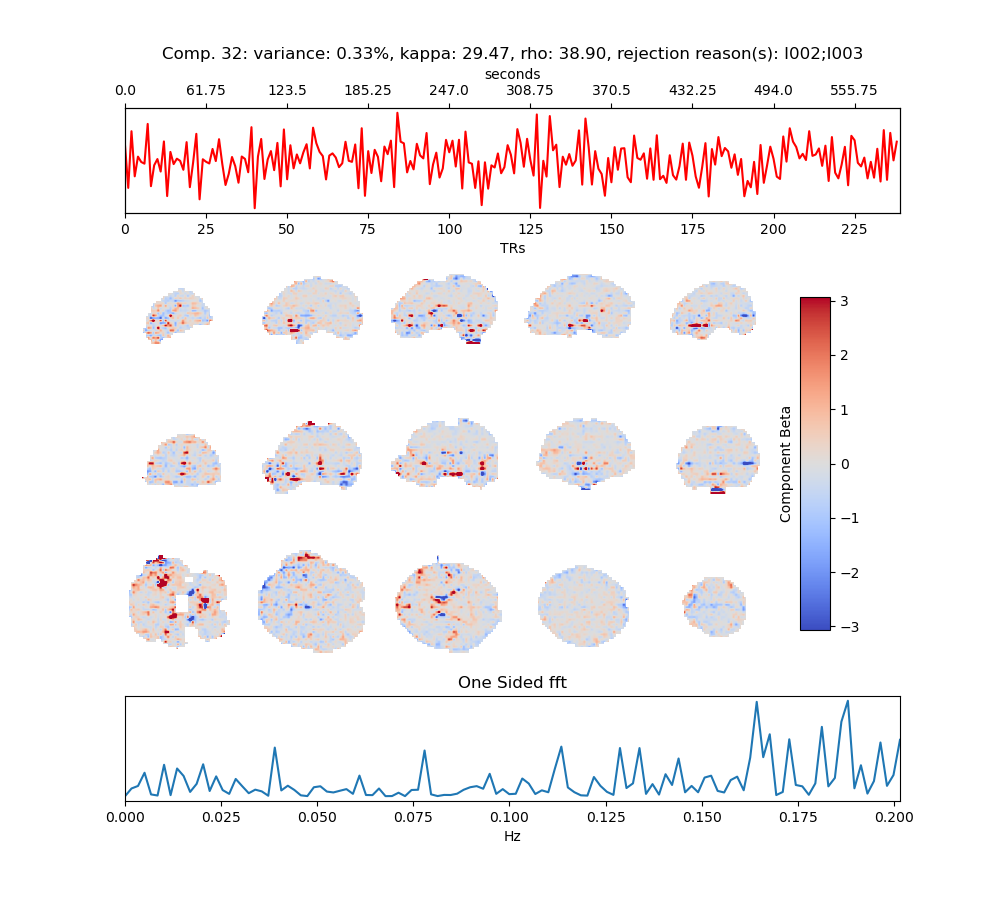 Comp. 32: variance: 0.33%, kappa: 29.47, rho: 38.90, rejection reason(s): I002;I003
seconds
0.0 61.75 123.5 185.25 247.0 308.75 370.5 432.25 494.0 555.75
0 25 50 75 100 125 150 175 200 225
TRs
3
2
1
0
−1
−2
−3
Component Beta
One Sided fft
0.000 0.025 0.050 0.075 0.100 0.125 0.150 0.175 0.200
Hz